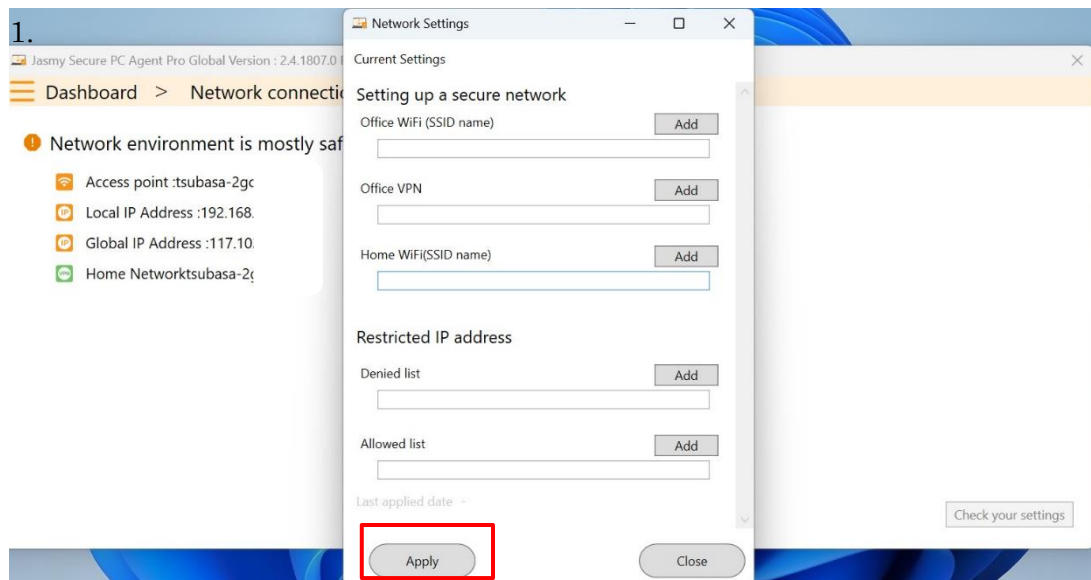 1.
Jasmy Secure PC Agent Pro Global Version : 2.4.1807.0
Dashboard > Network connectio
Network environment is mostly saf
Access point :tsubasa-2gc
Local IP Address :192.168.
Global IP Address :117.10
Home Networktsubasa-2
Check your settings
Network Settings
Current Settings
Setting up a secure network
Office WiFi (SSID name)
Add
Office VPN
Add
Home WiFi(SSID name)
Add
Restricted IP address
Denied list
Add
Allowed list
Add
Last applied date -
Apply
Close